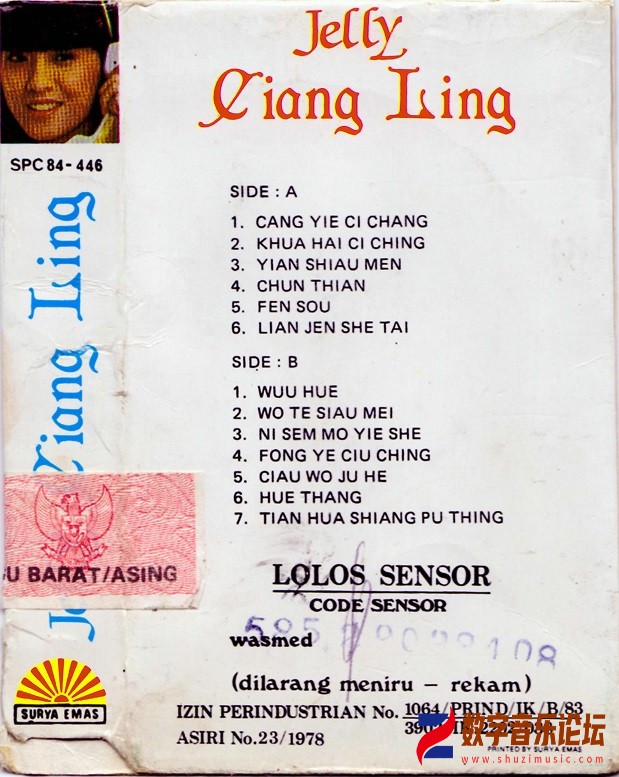 Jelly
Ciang Ling
SPC 84-446
Ciang Ling
SIDE : A
1. CANG YIE CI CHANG
2. KHUA HAI CI CHING
3. YIAN SHIAU MEN
4. CHUN THIAN
5. FEN SOU
6. LIAN JEN SHE TAI
SIDE : B
1. WUU HUE
2. WO TE SIAU MEI
3. NI SEM MO YIE SHE
4. FONG YE CIU CHING
5. CIAU WO JU HE
6. HUE THANG
7. TIAN HUA SHIANG PU THING
U BARAT/ASING
LOLOS SENSOR
CODE SENSOR
wasmed
(dilarang meniru – rekam)
IZIN PERINDUSTRIAN No. 1064/PRIND/IK/B/83
ASIRI No.23/1978
PRINTED BY SURYA EMAS
SURYA EMAS
数字音乐论坛
www.shuzimusic.com